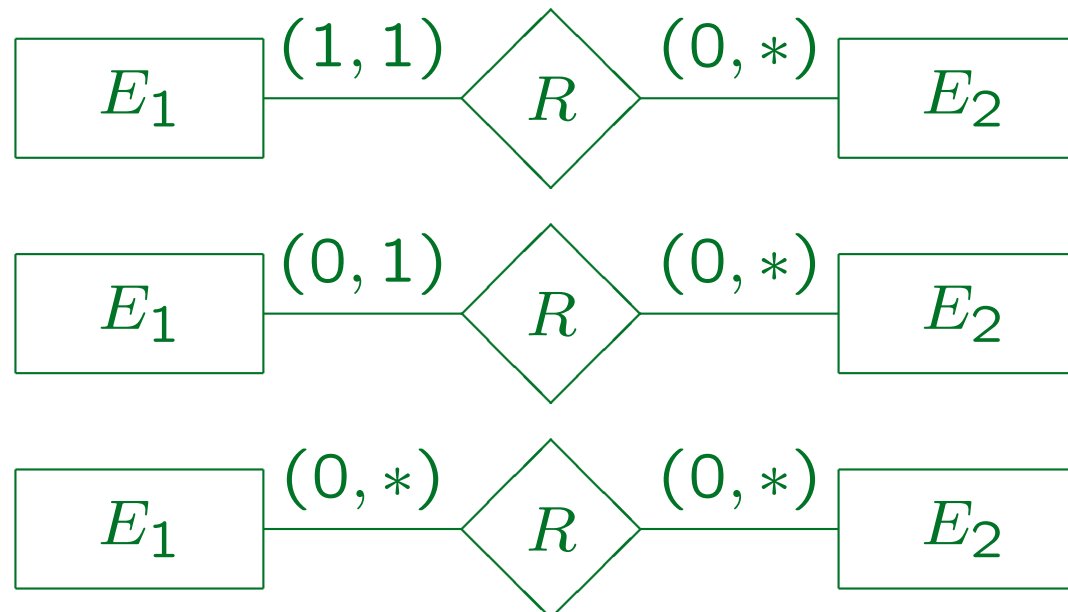 (1, 1) (0, *)
E₁ R E₂
(0, 1) (0, *)
E₁ R E₂
(0, *) (0, *)
E₁ R E₂